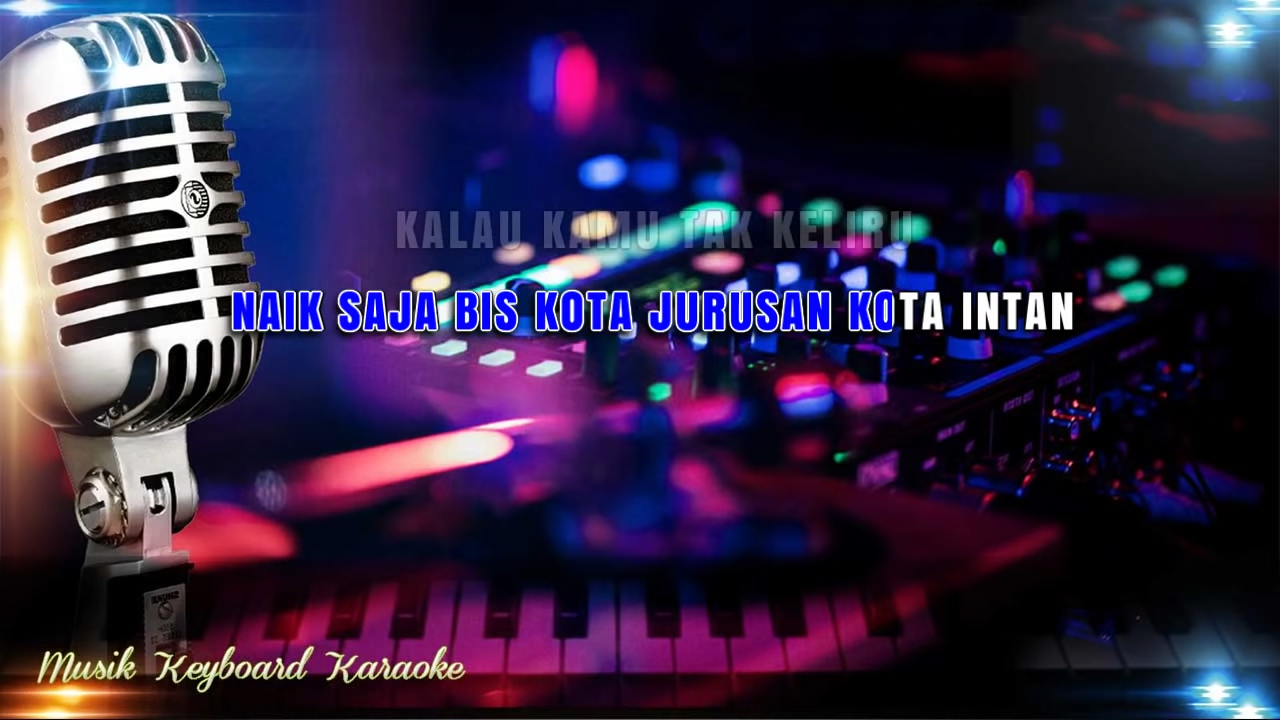 KALAU KAMU TAK KELIRU
NAIK SAJA BIS KOTA JURUSAN KOTA INTAN
Musik Keyboard Karaoke